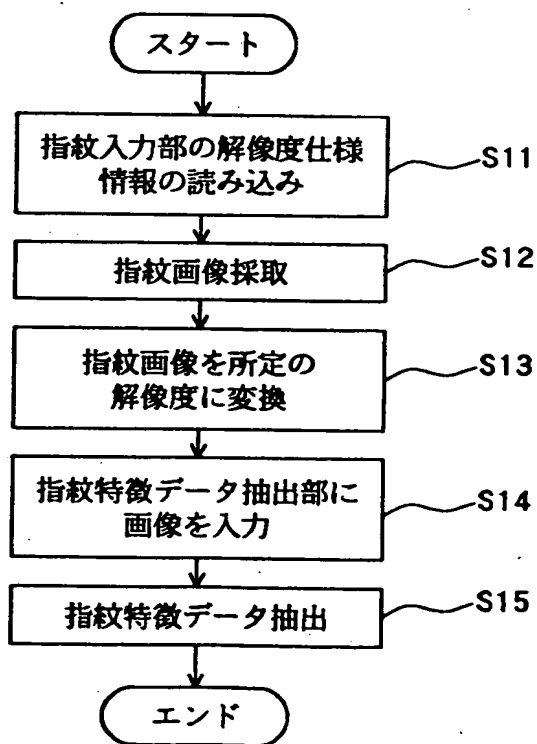 スタート
指紋入力部の解像度仕様
情報の読み込み
S11
指紋画像採取
S12
指紋画像を所定の
解像度に変換
S13
指紋特徴データ抽出部に
画像を入力
S14
指紋特徴データ抽出
S15
エンド